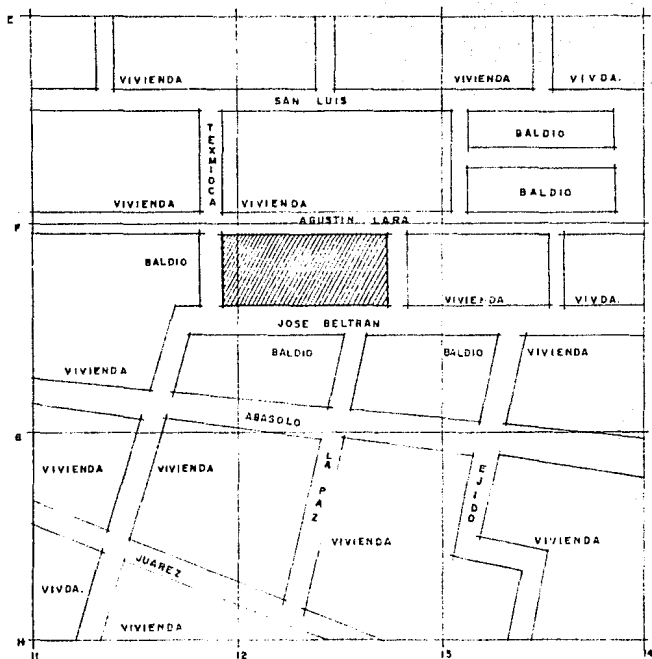 E
VIVIENDA
VIVIENDA
VIVDA.
SAN LUIS
TEXMIOCA
BALDIO
BALDIO
VIVIENDA
VIVIENDA
AGUSTIN LARA
F
BALDIO
VIVIENDA
VIVDA.
JOSE BELTRAN
BALDIO
BALDIO
VIVIENDA
VIVIENDA
ABASOLO
G
LA PAZ
EJIDO
VIVIENDA
VIVIENDA
VIVIENDA
VIVIENDA
JUAREZ
VIVDA.
VIVIENDA
H
11
12
13
14